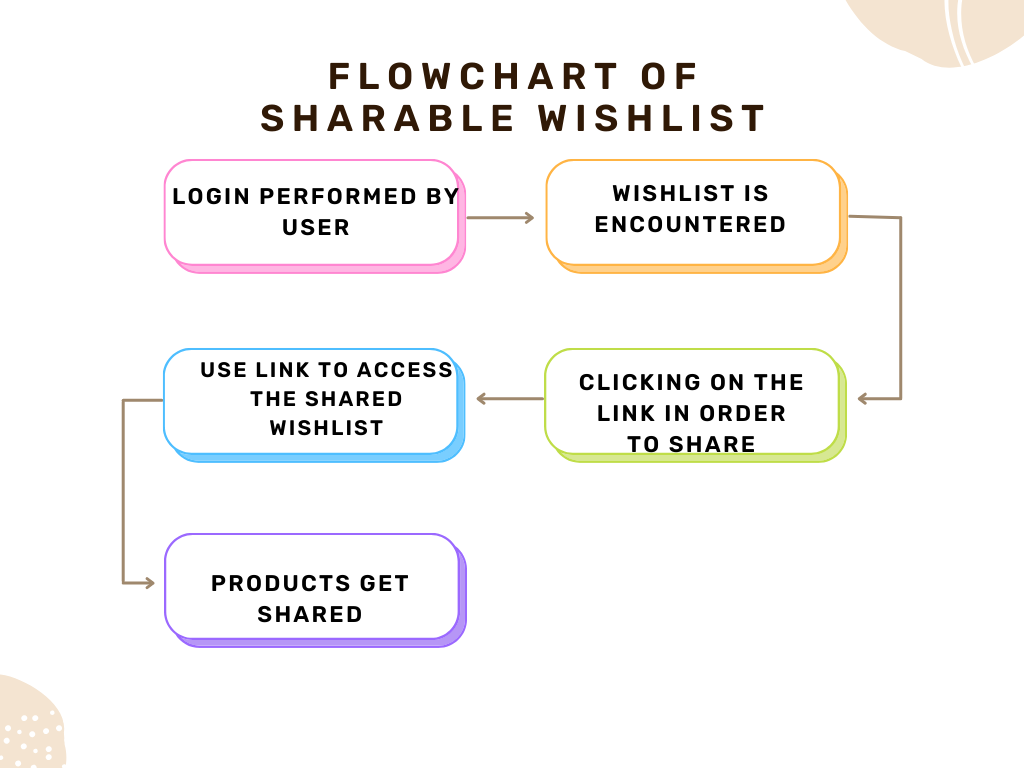 FLOWCHART OF
SHARABLE WISHLIST
LOGIN PERFORMED BY
USER
WISHLIST IS
ENCOUNTERED
CLICKING ON THE
LINK IN ORDER
TO SHARE
USE LINK TO ACCESS
THE SHARED
WISHLIST
PRODUCTS GET
SHARED